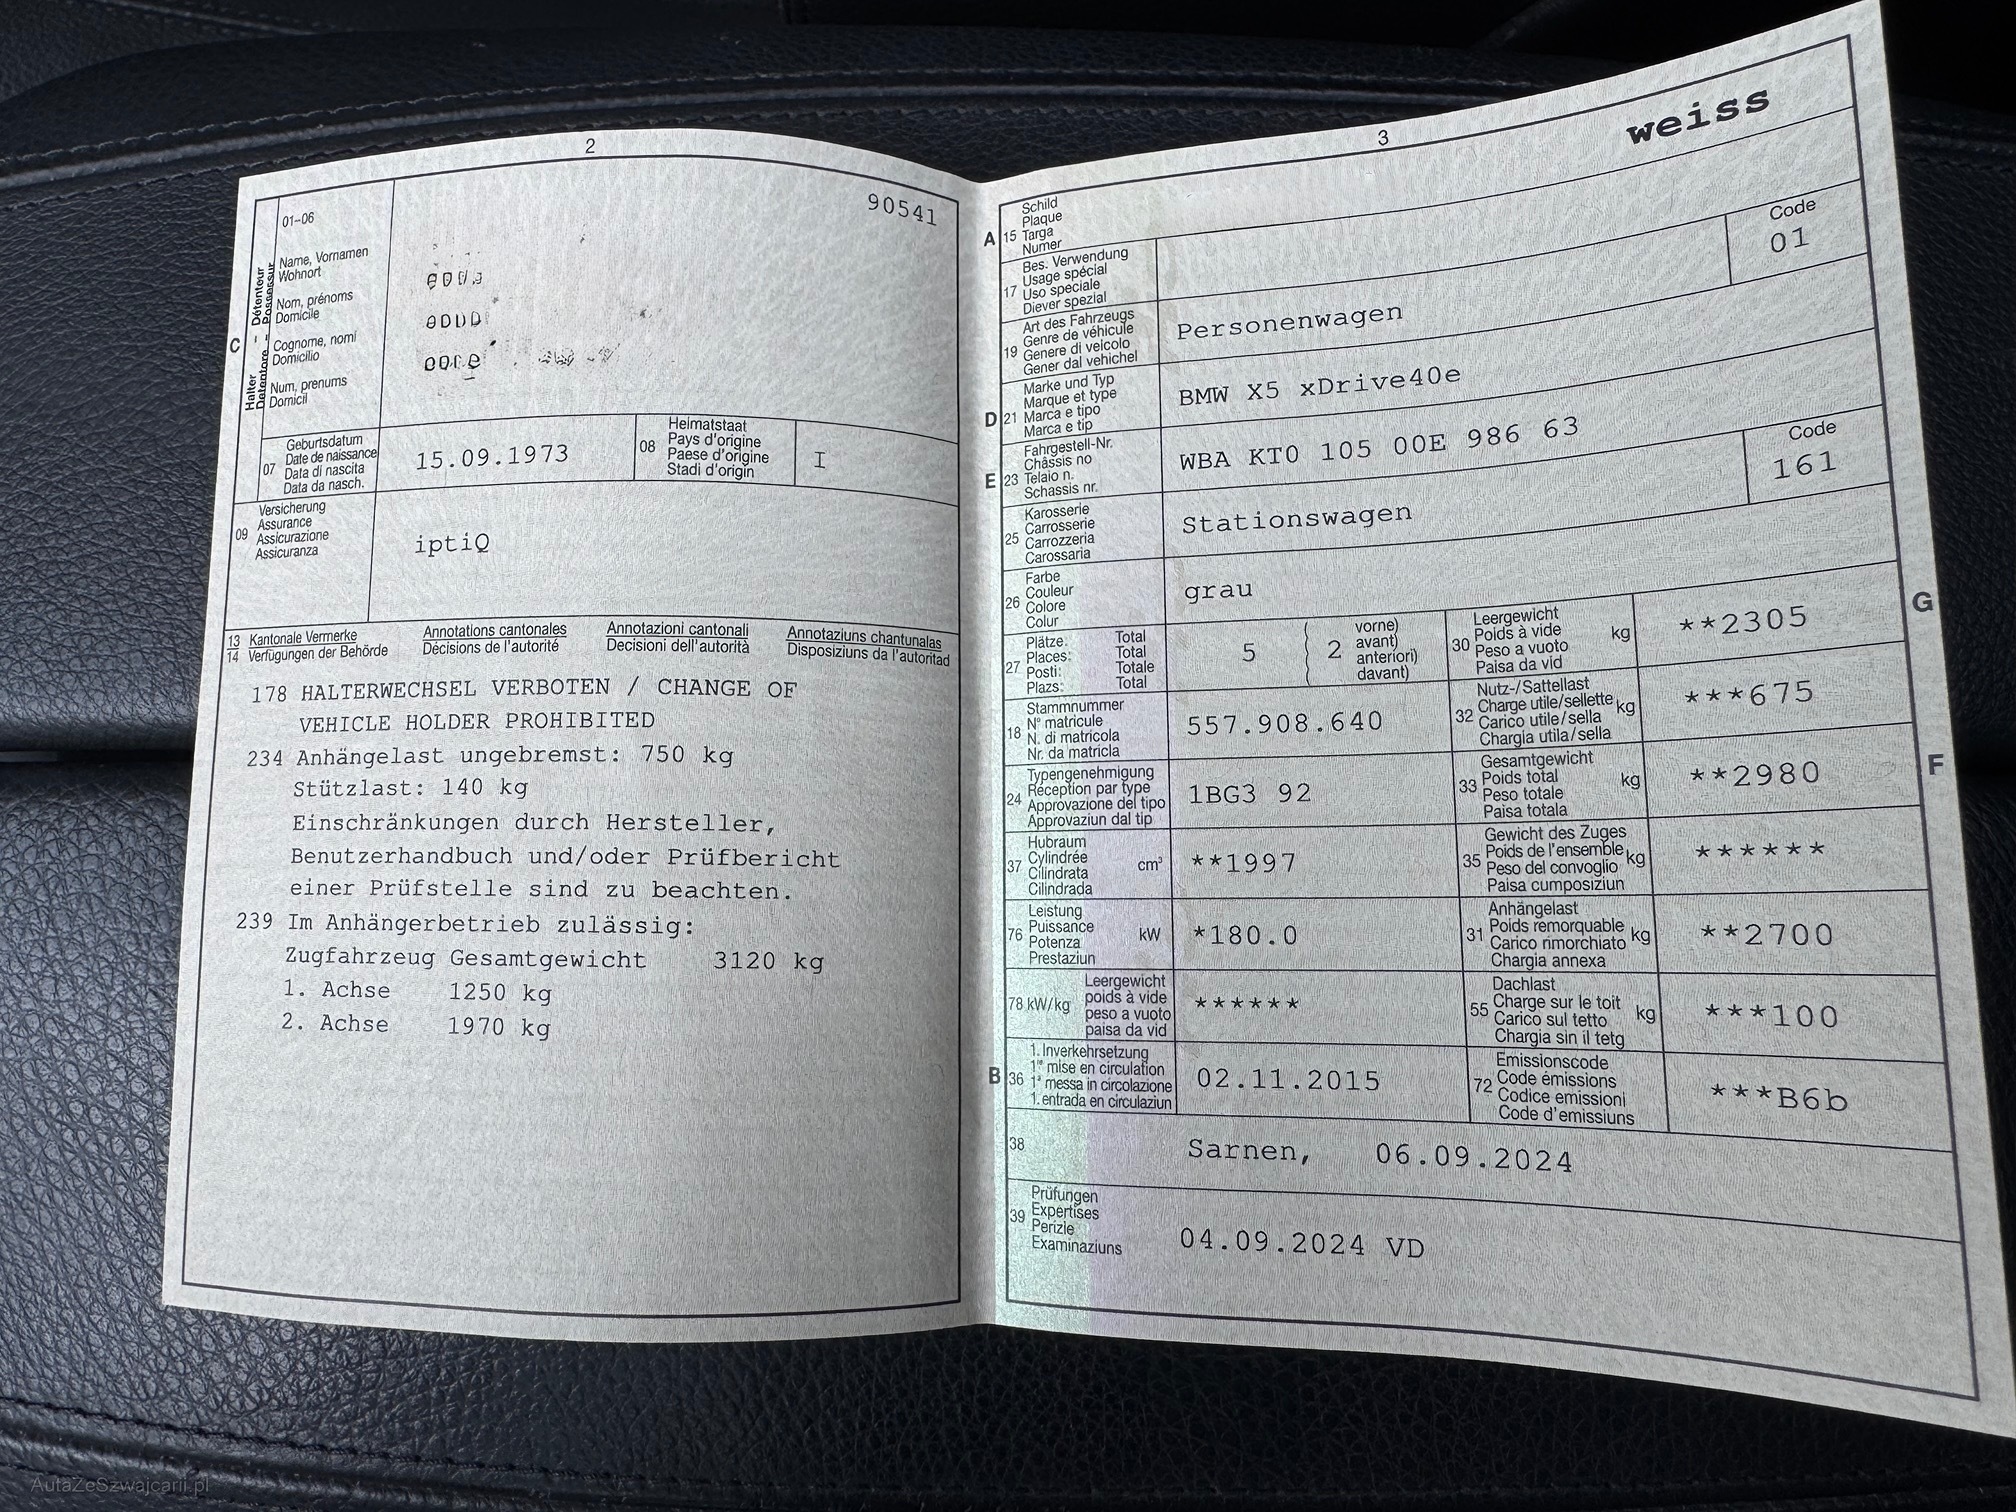 2
01-06
90541
Name, Vornamen
Wohnort
Nom, prénoms
Domicile
Cognome, nomi
Domicilio
Num, prenums
Domicil
C
Halter – Détenteur
Detentore – Possessur
07
Geburtsdatum
Date de naissance
Data di nascita
Data da nasch.
15.09.1973
08
Heimatstaat
Pays d'origine
Paese d'origine
Stadi d'origin
I
09
Versicherung
Assurance
Assicurazione
Assicuranza
iptiQ
13 Kantonale Vermerke
14 Verfügungen der Behörde
Annotations cantonales
Décisions de l'autorité
Annotazioni cantonali
Decisioni dell'autorità
Annotaziuns chantunalas
Disposiziuns da l'autoritad
178 HALTERWECHSEL VERBOTEN / CHANGE OF
VEHICLE HOLDER PROHIBITED
234 Anhängelast ungebremst: 750 kg
Stützlast: 140 kg
Einschränkungen durch Hersteller,
Benutzerhandbuch und/oder Prüfbericht
einer Prüfstelle sind zu beachten.
239 Im Anhängerbetrieb zulässig:
Zugfahrzeug Gesamtgewicht 3120 kg
1. Achse 1250 kg
2. Achse 1970 kg
3
weiss
A 15
Schild
Plaque
Targa
Numer
17
Bes. Verwendung
Usage spécial
Uso speciale
Diever spezial
Code
01
19
Art des Fahrzeugs
Genre de véhicule
Genere di veicolo
Gener dal vehichel
Personenwagen
D 21
Marke und Typ
Marque et type
Marca e tipo
Marca e tip
BMW X5 xDrive40e
E 23
Fahrgestell-Nr.
Châssis no
Telaio n.
Schassis nr.
WBA KT0 105 00E 986 63
25
Karosserie
Carrosserie
Carrozzeria
Carossaria
Stationswagen
Code
161
26
Farbe
Couleur
Colore
Colur
grau
27
Plätze: Total
Places: Total
Posti: Totale
Plazs: Total
5
( 2
vorne)
avant)
anteriori)
davant)
30
Leergewicht
Poids à vide kg
Peso a vuoto
Paisa da vid
**2305
G
18
Stammnummer
N° matricule
N. di matricola
Nr. da matricla
557.908.640
32
Nutz-/Sattellast
Charge utile/sellette kg
Carico utile/sella
Chargia utila/sella
***675
24
Typengenehmigung
Réception par type
Approvazione del tipo
Approvaziun dal tip
1BG3 92
33
Gesamtgewicht
Poids total kg
Peso totale
Paisa totala
**2980
F
37
Hubraum
Cylindrée cm³
Cilindrata
Cilindrada
**1997
35
Gewicht des Zuges
Poids de l'ensemble kg
Peso del convoglio
Paisa cumposiziun
******
76
Leistung
Puissance kW
Potenza
Prestaziun
*180.0
31
Anhängelast
Poids remorquable kg
Carico rimorchiato
Chargia annexa
**2700
78 kW/kg
Leergewicht
poids à vide
peso a vuoto
paisa da vid
******
55
Dachlast
Charge sur le toit kg
Carico sul tetto
Chargia sin il tetg
***100
B 36
1. Inverkehrsetzung
1re mise en circulation
1a messa in circolazione
1. entrada en circulaziun
02.11.2015
72
Emissionscode
Code émissions
Codice emissioni
Code d'emissiuns
***B6b
38
Sarnen, 06.09.2024
39
Prüfungen
Expertises
Perizie
Examinaziuns
04.09.2024 VD
AutaZeSzwajcarii.pl